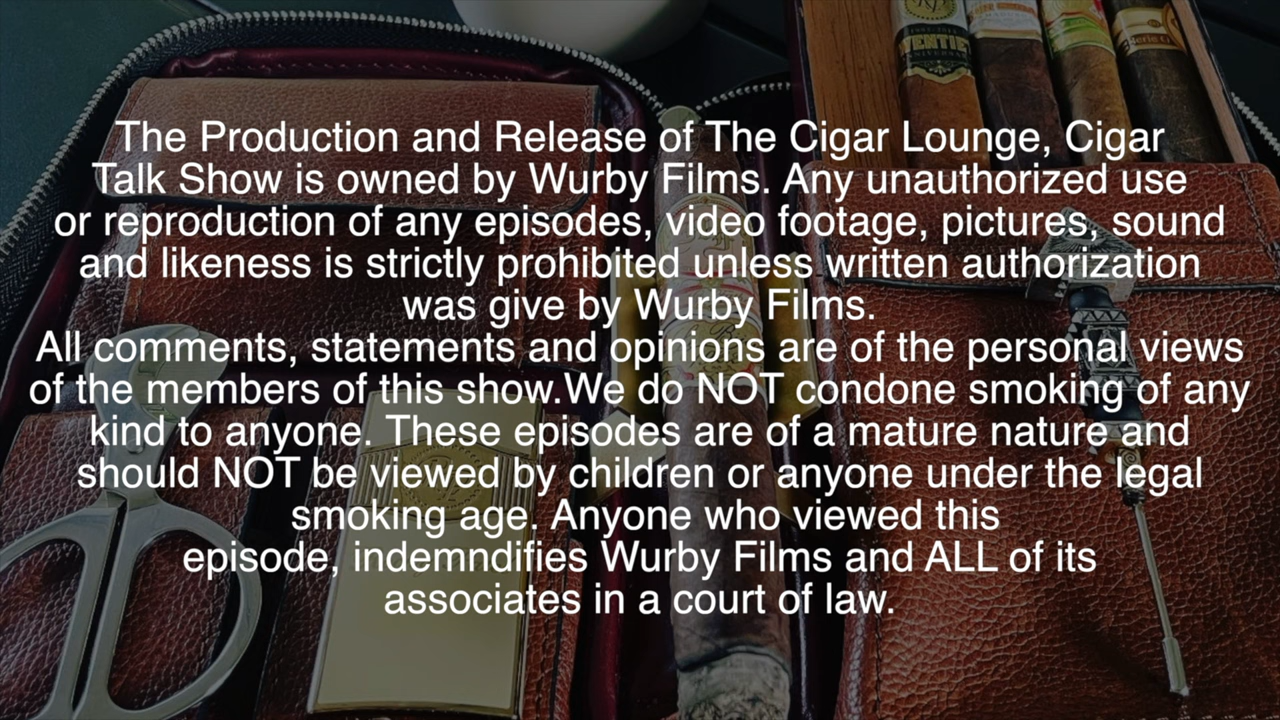 The Production and Release of The Cigar Lounge, Cigar
Talk Show is owned by Wurby Films. Any unauthorized use
or reproduction of any episodes, video footage, pictures, sound
and likeness is strictly prohibited unless written authorization
was give by Wurby Films.
All comments, statements and opinions are of the personal views
of the members of this show.We do NOT condone smoking of any
kind to anyone. These episodes are of a mature nature and
should NOT be viewed by children or anyone under the legal
smoking age. Anyone who viewed this
episode, indemndifies Wurby Films and ALL of its
associates in a court of law.